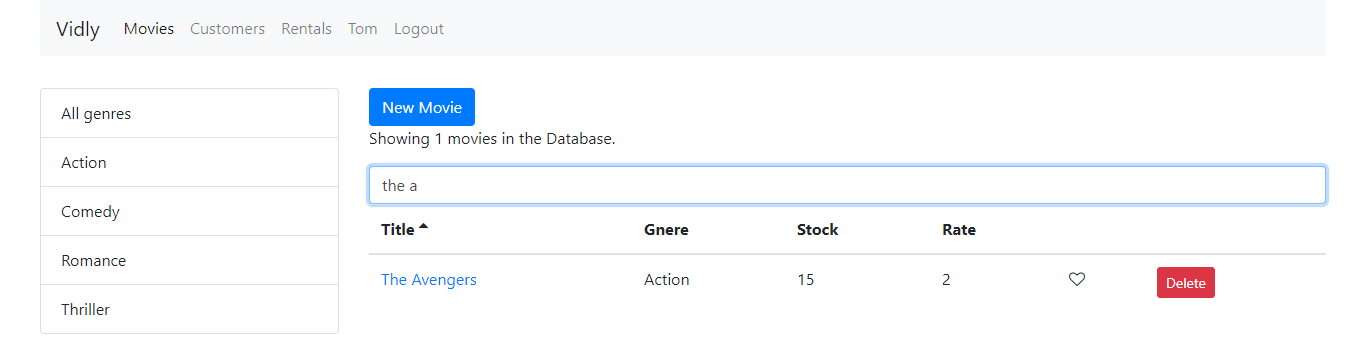 Vidly Movies Customers Rentals Tom Logout
All genres
Action
Comedy
Romance
Thriller
New Movie
Showing 1 movies in the Database.
the a
Title Gnere Stock Rate
The Avengers Action 15 2 Delete